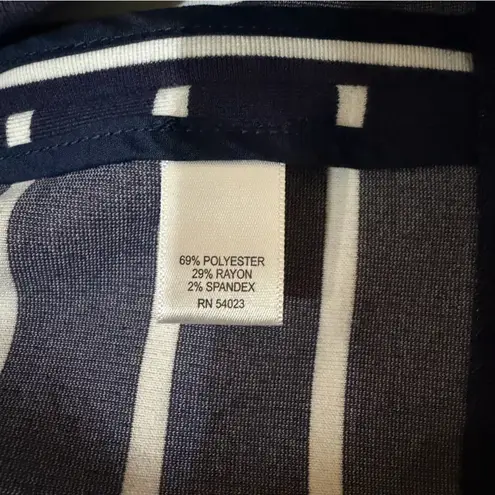 69% POLYESTER
29% RAYON
2% SPANDEX
RN 54023